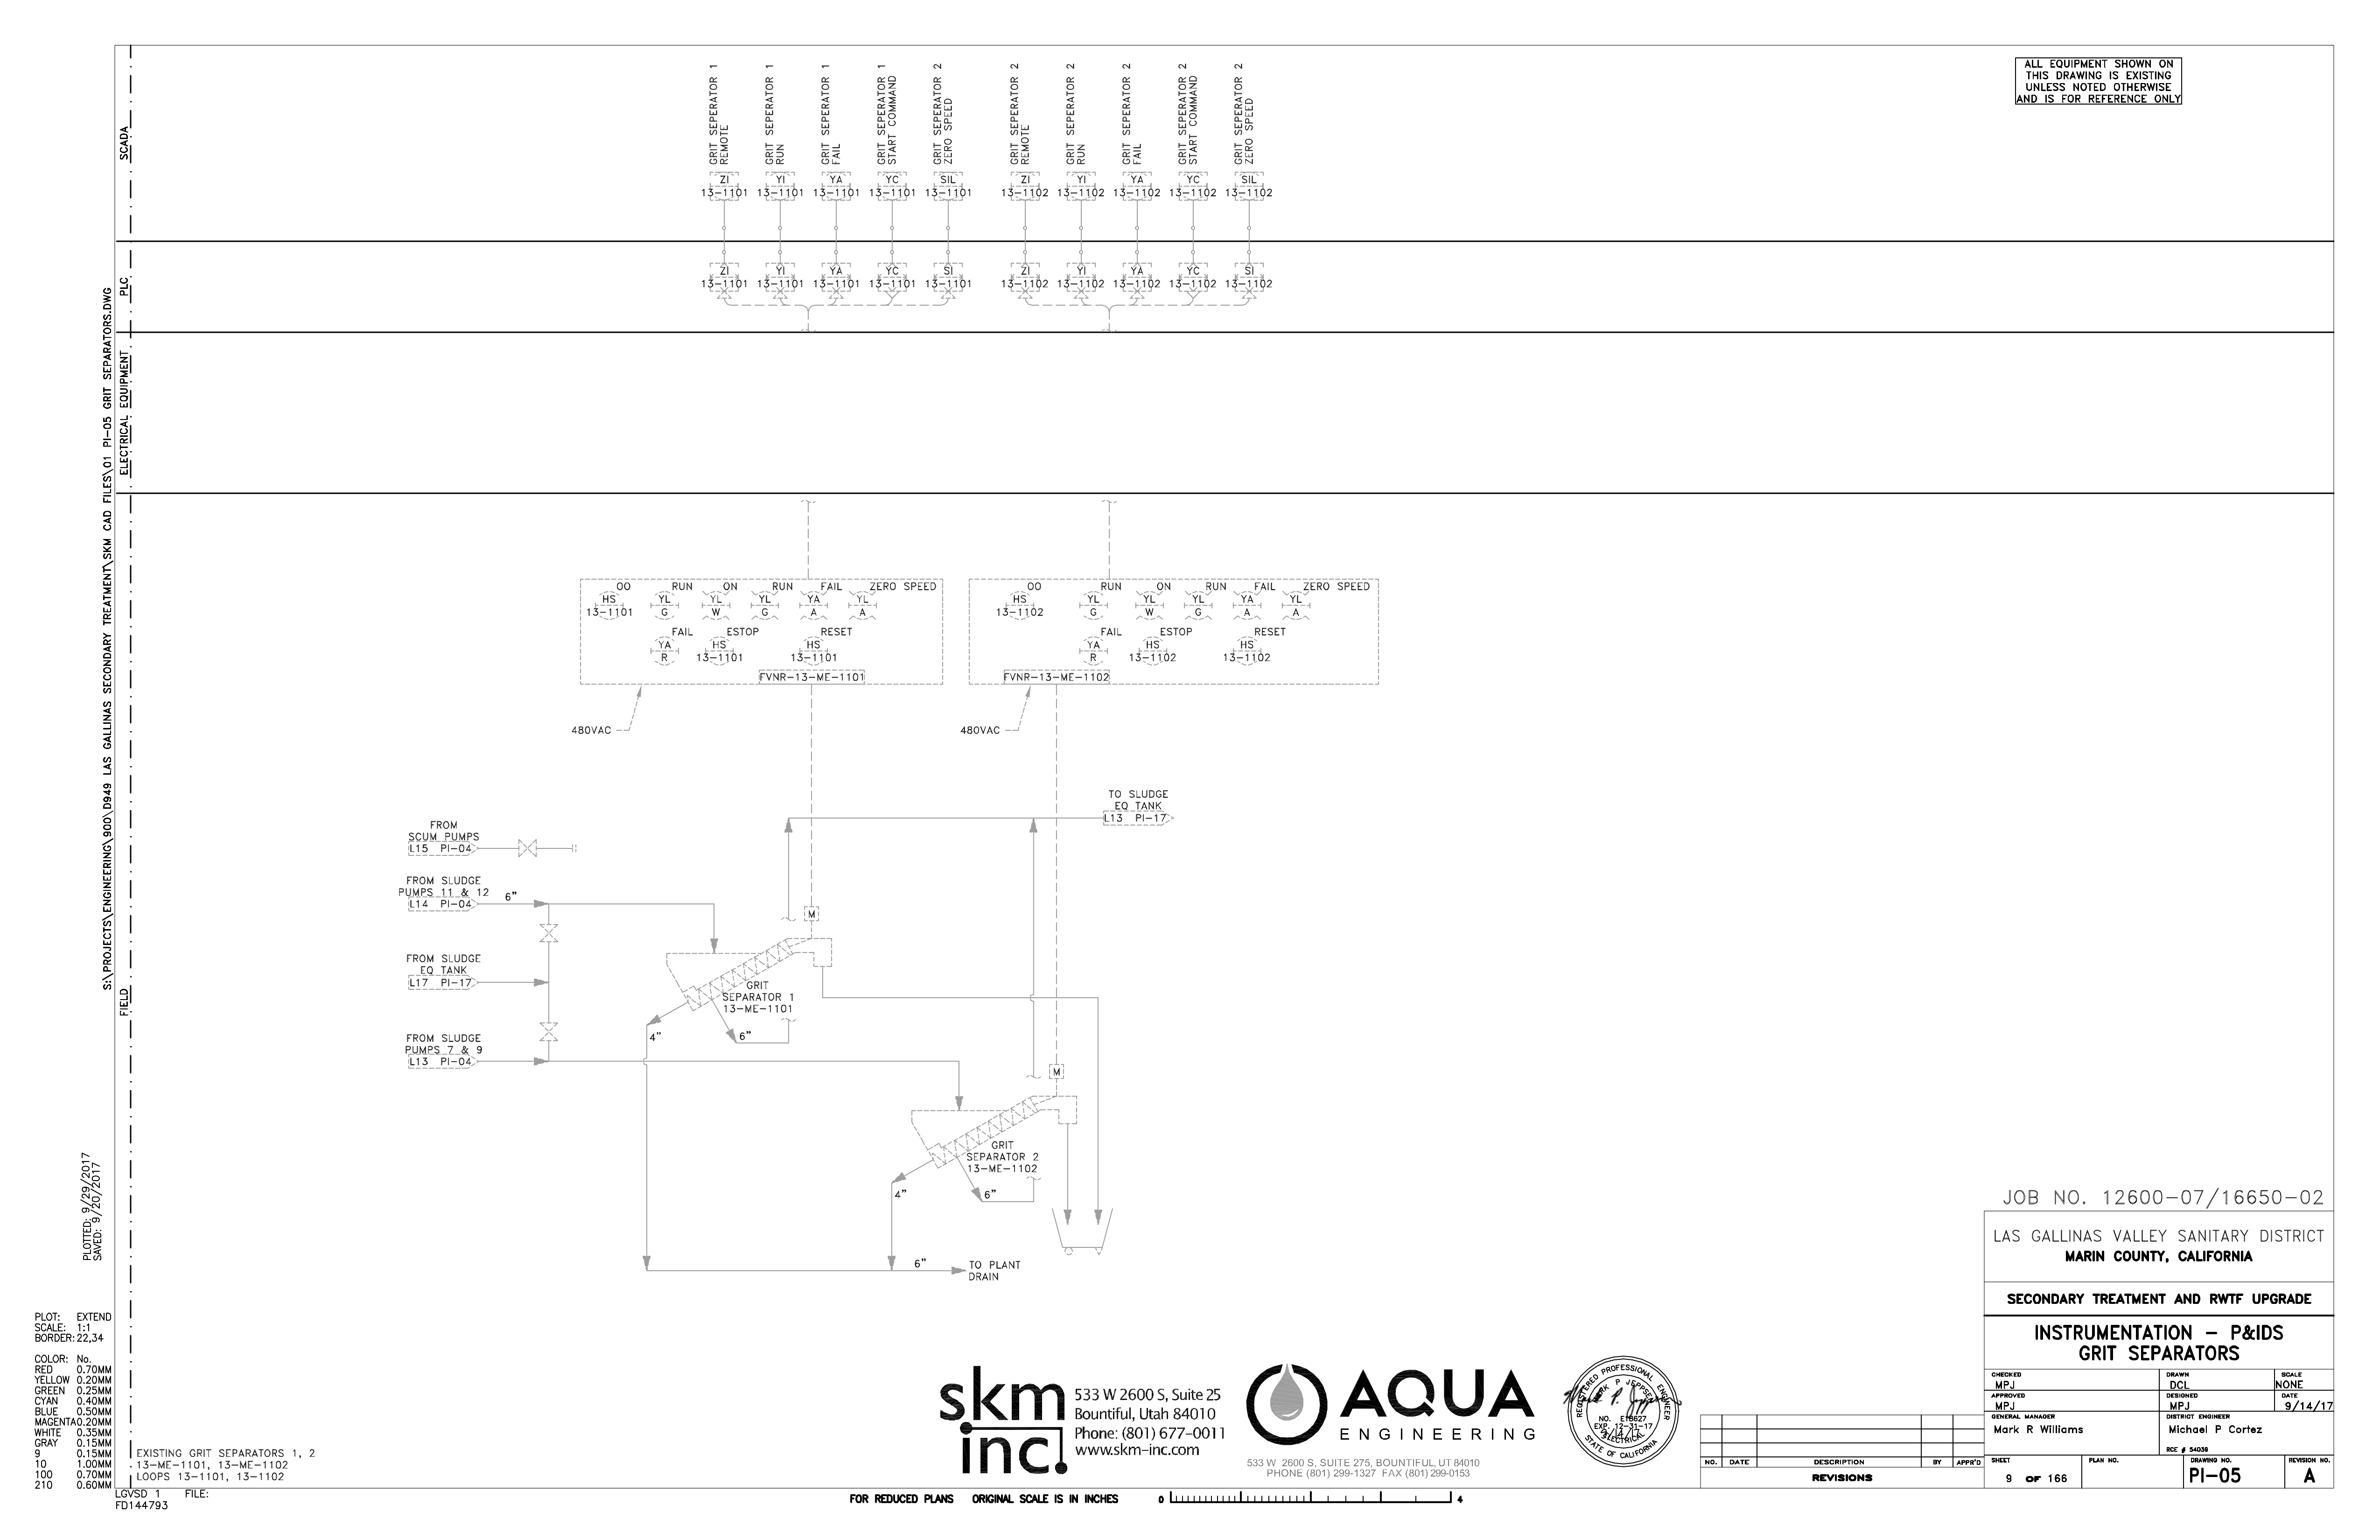 ALL EQUIPMENT SHOWN ON
THIS DRAWING IS EXISTING
UNLESS NOTED OTHERWISE
AND IS FOR REFERENCE ONLY
SCADA
GRIT SEPERATOR 1
REMOTE
GRIT SEPERATOR 1
RUN
GRIT SEPERATOR 1
FAIL
GRIT SEPERATOR 1
START COMMAND
GRIT SEPERATOR 2
ZERO SPEED
GRIT SEPERATOR 2
REMOTE
GRIT SEPERATOR 2
RUN
GRIT SEPERATOR 2
FAIL
GRIT SEPERATOR 2
START COMMAND
GRIT SEPERATOR 2
ZERO SPEED
ZI YI YA YC SIL ZI YI YA YC SIL
13-1101 13-1101 13-1101 13-1101 13-1101 13-1102 13-1102 13-1102 13-1102 13-1102
PLC
ZI YI YA YC SI ZI YI YA YC SI
13-1101 13-1101 13-1101 13-1101 13-1101 13-1102 13-1102 13-1102 13-1102 13-1102
ELECTRICAL EQUIPMENT
FIELD
OO RUN ON RUN FAIL ZERO SPEED
HS YL YL YL YA YL
13-1101 G W G A A
FAIL ESTOP RESET
YA HS HS
R 13-1101 13-1101
FVNR-13-ME-1101
480VAC
OO RUN ON RUN FAIL ZERO SPEED
HS YL YL YL YA YL
13-1102 G W G A A
FAIL ESTOP RESET
YA HS HS
R 13-1102 13-1102
FVNR-13-ME-1102
480VAC
TO SLUDGE
EQ TANK
L13 PI-17
FROM
SCUM PUMPS
L15 PI-04
FROM SLUDGE
PUMPS 11 & 12
L14 PI-04
6"
M
FROM SLUDGE
EQ TANK
L17 PI-17
GRIT
SEPARATOR 1
13-ME-1101
4"
6"
FROM SLUDGE
PUMPS 7 & 9
L13 PI-04
M
GRIT
SEPARATOR 2
13-ME-1102
4"
6"
6"
TO PLANT
DRAIN
S:\PROJECTS\ENGINEERING\900\D949 LAS GALLINAS SECONDARY TREATMENT\SKM CAD FILES\01 PI-05 GRIT SEPARATORS.DWG
PLOTTED: 9/29/2017
SAVED: 9/20/2017
PLOT: EXTEND
SCALE: 1:1
BORDER: 22,34
COLOR: No.
RED 0.70MM
YELLOW 0.20MM
GREEN 0.25MM
CYAN 0.40MM
BLUE 0.50MM
MAGENTA 0.20MM
WHITE 0.35MM
GRAY 0.15MM
9 0.15MM
10 1.00MM
100 0.70MM
210 0.60MM
EXISTING GRIT SEPARATORS 1, 2
13-ME-1101, 13-ME-1102
LOOPS 13-1101, 13-1102
LGVSD 1 FILE:
FD144793
skm
inc.
533 W 2600 S, Suite 25
Bountiful, Utah 84010
Phone: (801) 677-0011
www.skm-inc.com
AQUA
ENGINEERING
533 W 2600 S, SUITE 275, BOUNTIFUL, UT 84010
PHONE (801) 299-1327 FAX (801) 299-0153
REGISTERED PROFESSIONAL ENGINEER
MARK P JEPPSEN
NO. E18627
EXP. 12-31-17
9/14/17
ELECTRICAL
STATE OF CALIFORNIA
FOR REDUCED PLANS ORIGINAL SCALE IS IN INCHES 0 4
NO. DATE DESCRIPTION BY APPR'D
REVISIONS
JOB NO. 12600-07/16650-02
LAS GALLINAS VALLEY SANITARY DISTRICT
MARIN COUNTY, CALIFORNIA
SECONDARY TREATMENT AND RWTF UPGRADE
INSTRUMENTATION - P&IDS
GRIT SEPARATORS
CHECKED DRAWN SCALE
MPJ DCL NONE
APPROVED DESIGNED DATE
MPJ MPJ 9/14/17
GENERAL MANAGER DISTRICT ENGINEER
Mark R Williams Michael P Cortez
RCE # 54039
SHEET PLAN NO. DRAWING NO. REVISION NO.
9 OF 166 PI-05 A